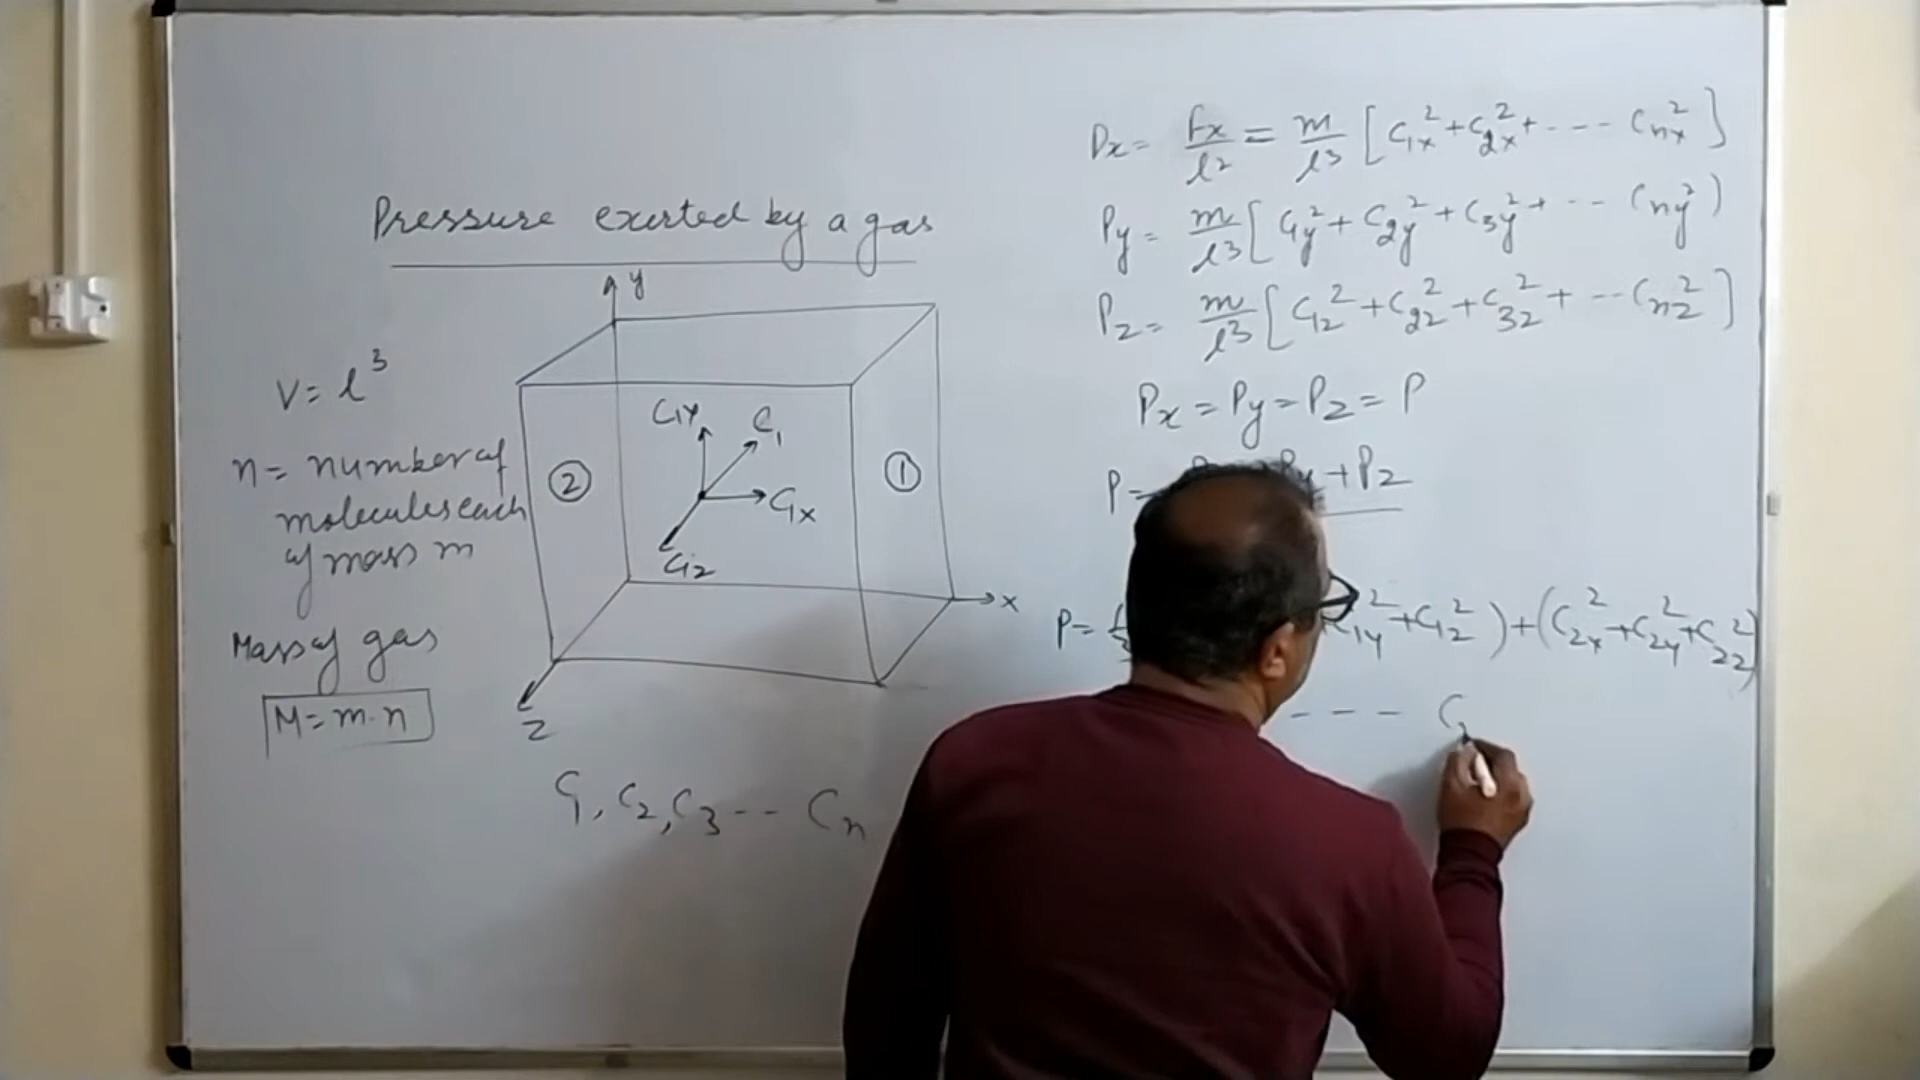 Pressure exerted by a gas
V = l³
n = number of
molecules each
of mass m
Mass of gas
M = m·n
y
C₁y
C₁
C₁x
C₁z
②
①
x
z
C₁, C₂, C₃ -- Cₙ
Px = Fx/l² = m/l³ [C₁x² + C₂x² + ---- Cnx²]
Py = m/l³ [C₁y² + C₂y² + C₃y² + -- Cny²)
Pz = m/l³ [C₁z² + C₂z² + C₃z² + -- Cnz²]
Px = Py = Pz = P
P = Py + Pz
P = C₁y² + C₁z²) + (C₂x² + C₂y² + C₂z²)
- - - C